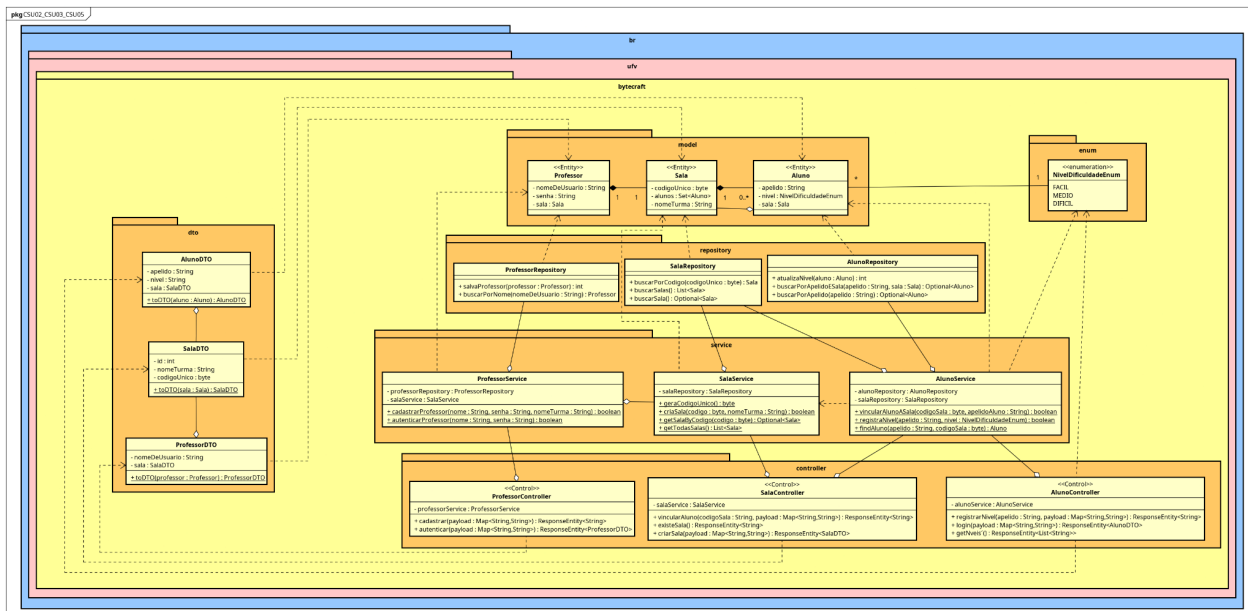 pkg CSU02_CSU03_CSU05
br
ufv
bytecraft
model
<<Entity>>
Professor
- nomeDeUsuario : String
- senha : String
- sala : Sala
1
1
<<Entity>>
Sala
- codigoUnico : byte
- alunos : Set<Aluno>
- nomeTurma : String
1
0..*
<<Entity>>
Aluno
- apelido : String
- nivel : NivelDificuldadeEnum
- sala : Sala
*
1
enum
<<enumeration>>
NivelDificuldadeEnum
FACIL
MEDIO
DIFICIL
dto
AlunoDTO
- apelido : String
- nivel : String
- sala : SalaDTO
+ toDTO(aluno : Aluno) : AlunoDTO
SalaDTO
- id : int
- nomeTurma : String
- codigoUnico : byte
+ toDTO(sala : Sala) : SalaDTO
ProfessorDTO
- nomeDeUsuario : String
- sala : SalaDTO
+ toDTO(professor : Professor) : ProfessorDTO
repository
ProfessorRepository
+ salvaProfessor(professor : Professor) : int
+ buscarPorNome(nomeDeUsuario : String) : Professor
SalaRepository
+ buscarPorCodigo(codigoUnico : byte) : Sala
+ buscarSalas() : List<Sala>
+ buscarSala() : Optional<Sala>
AlunoRepository
+ atualizaNivel(aluno : Aluno) : int
+ buscarPorApelidoESala(apelido : String, sala : Sala) : Optional<Aluno>
+ buscarPorApelido(apelido : String) : Optional<Aluno>
service
ProfessorService
- professorRepository : ProfessorRepository
- salaService : SalaService
+ cadastrarProfessor(nome : String, senha : String, nomeTurma : String) : boolean
+ autenticarProfessor(nome : String, senha : String) : boolean
SalaService
- salaRepository : SalaRepository
+ geraCodigoUnico() : byte
+ criaSala(codigo : byte, nomeTurma : String) : boolean
+ getSalaByCodigo(codigo : byte) : Optional<Sala>
+ getTodasSalas() : List<Sala>
AlunoService
- alunoRepository : AlunoRepository
- salaRepository : SalaRepository
+ vincularAlunoASala(codigoSala : byte, apelidoAluno : String) : boolean
+ registraNivel(apelido : String, nivel : NivelDificuldadeEnum) : boolean
+ findAluno(apelido : String, codigoSala : byte) : Aluno
controller
<<Control>>
ProfessorController
- professorService : ProfessorService
+ cadastrar(payload : Map<String,String>) : ResponseEntity<String>
+ autenticar(payload : Map<String,String>) : ResponseEntity<ProfessorDTO>
<<Control>>
SalaController
- salaService : SalaService
+ vincularAluno(codigoSala : String, payload : Map<String,String>) : ResponseEntity<String>
+ existeSala() : ResponseEntity<String>
+ criarSala(payload : Map<String,String>) : ResponseEntity<SalaDTO>
<<Control>>
AlunoController
- alunoService : AlunoService
+ registrarNivel(apelido : String, payload : Map<String,String>) : ResponseEntity<String>
+ login(payload : Map<String,String>) : ResponseEntity<AlunoDTO>
+ getNveis'() : ResponseEntity<List<String>>